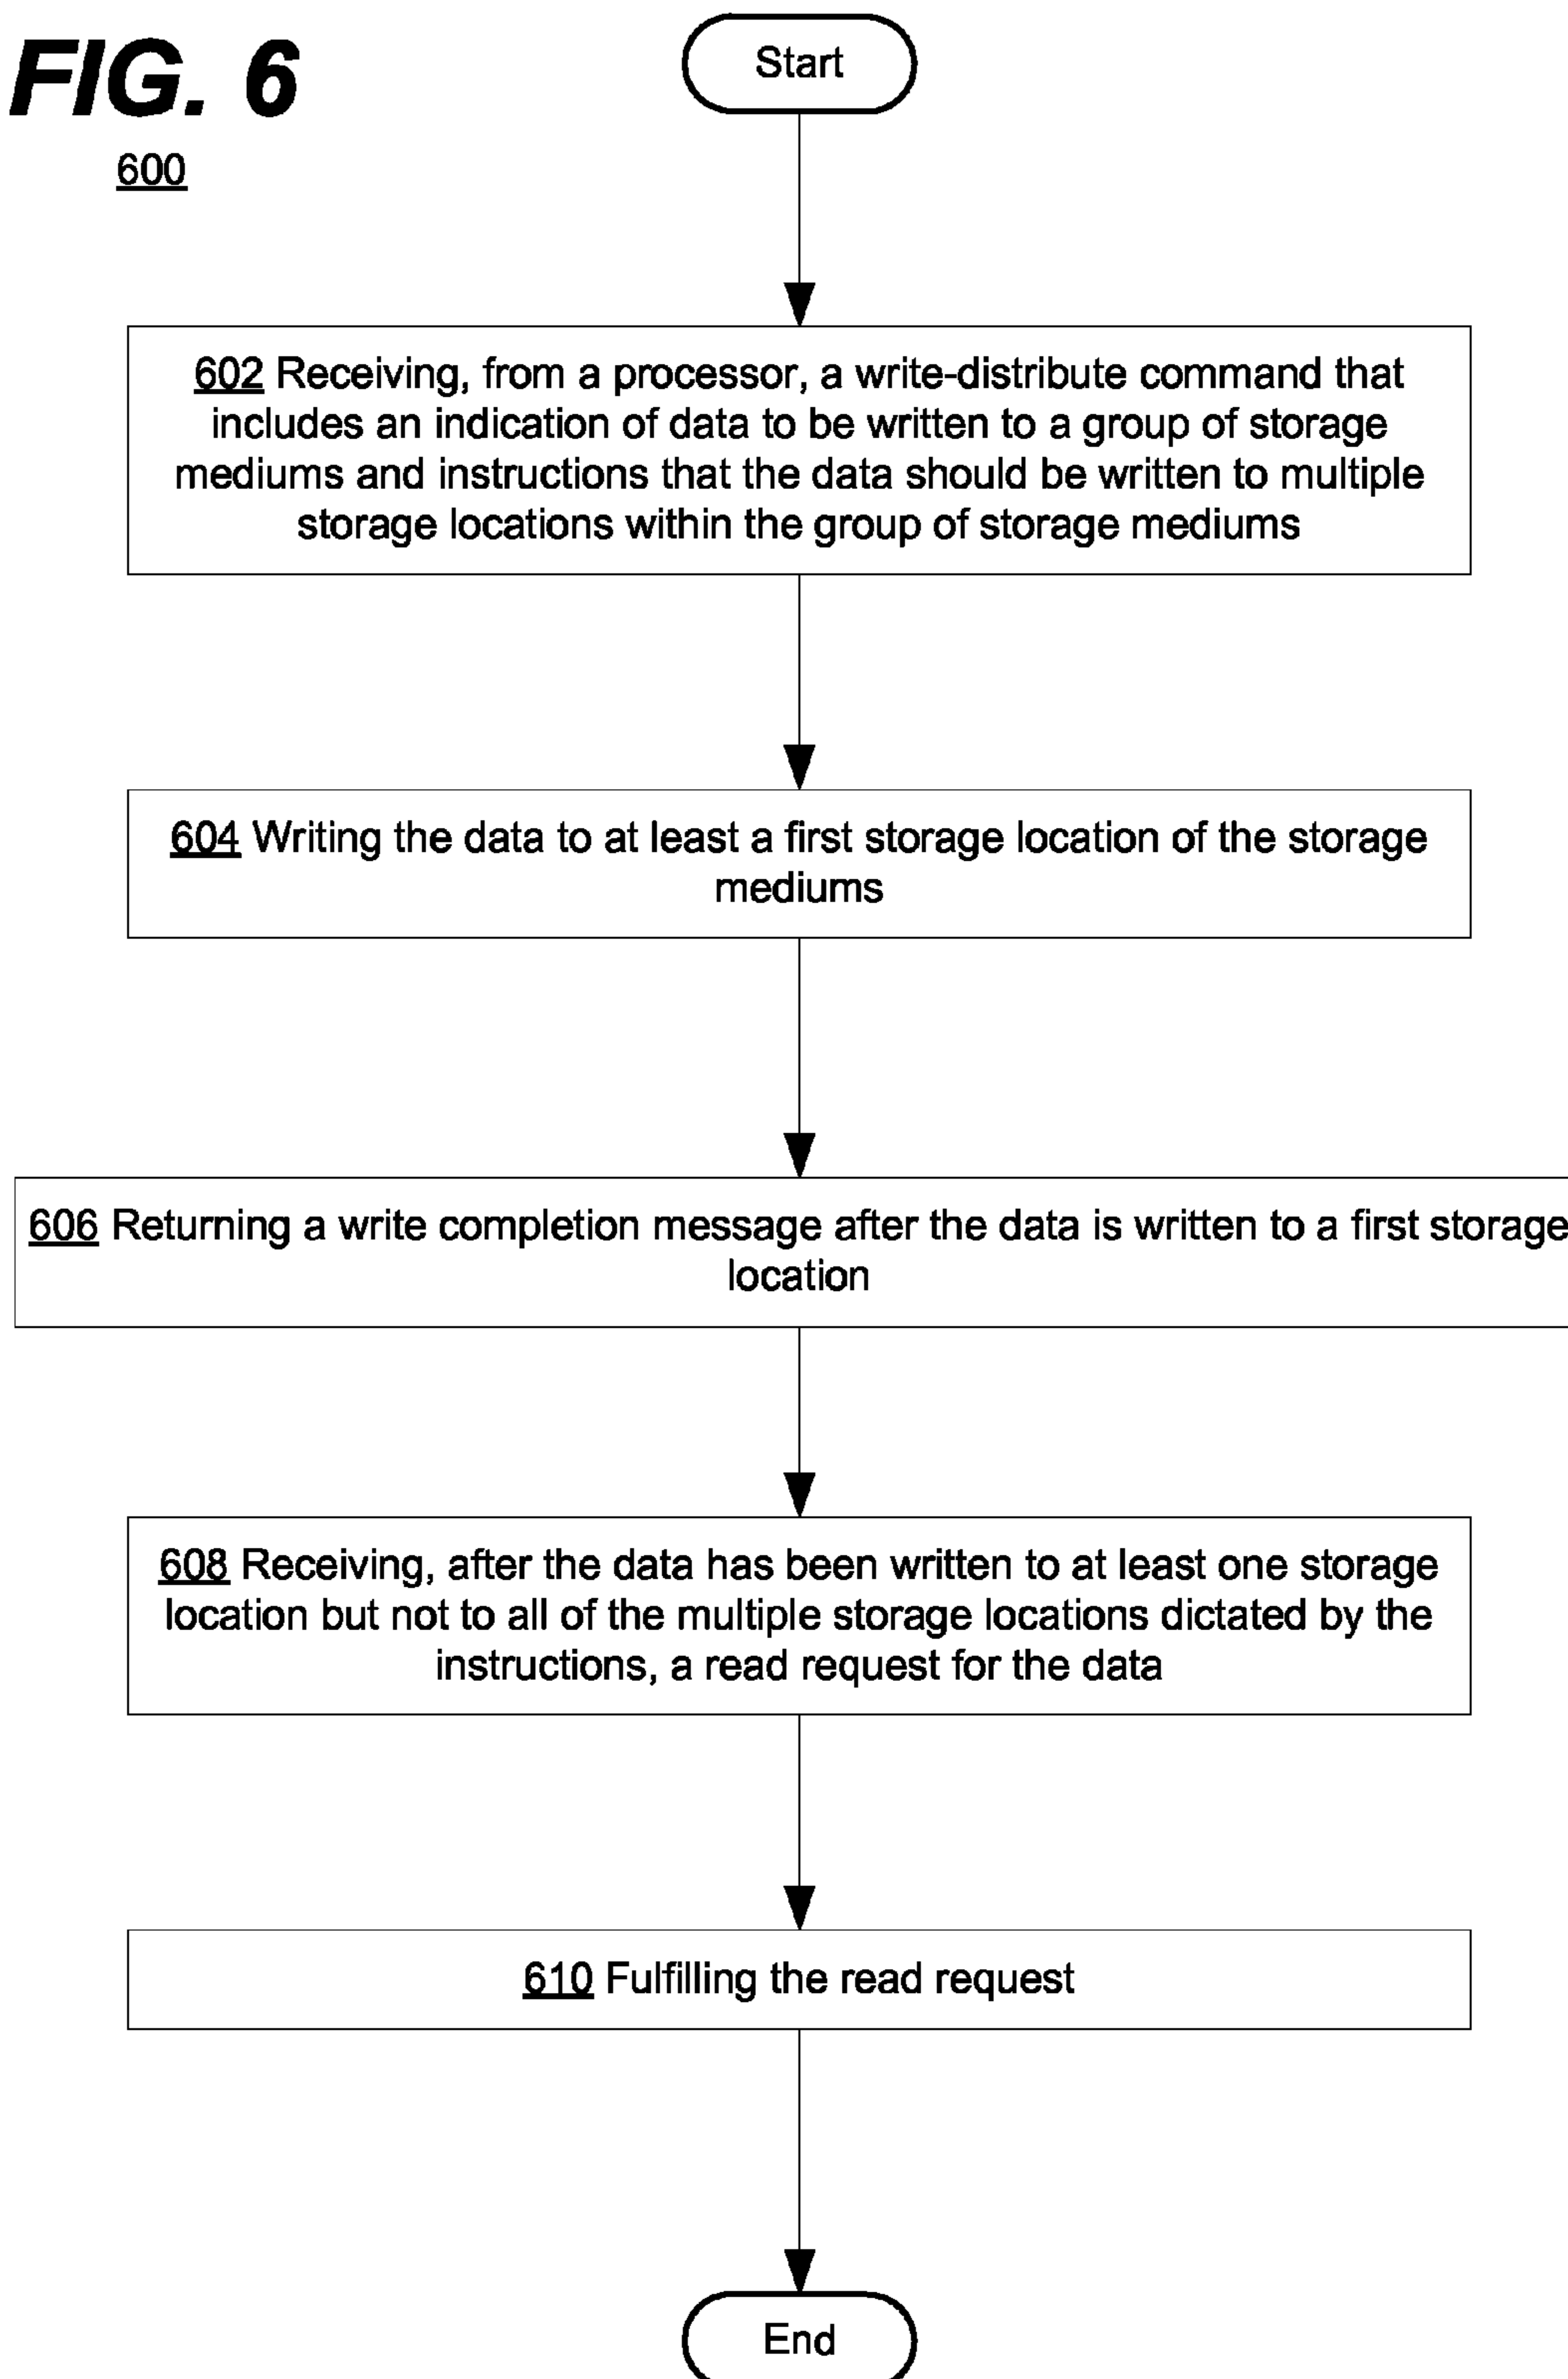 FIG. 6
600
Start
602 Receiving, from a processor, a write-distribute command that
includes an indication of data to be written to a group of storage
mediums and instructions that the data should be written to multiple
storage locations within the group of storage mediums
604 Writing the data to at least a first storage location of the storage
mediums
606 Returning a write completion message after the data is written to a first storage
location
608 Receiving, after the data has been written to at least one storage
location but not to all of the multiple storage locations dictated by the
instructions, a read request for the data
610 Fulfilling the read request
End